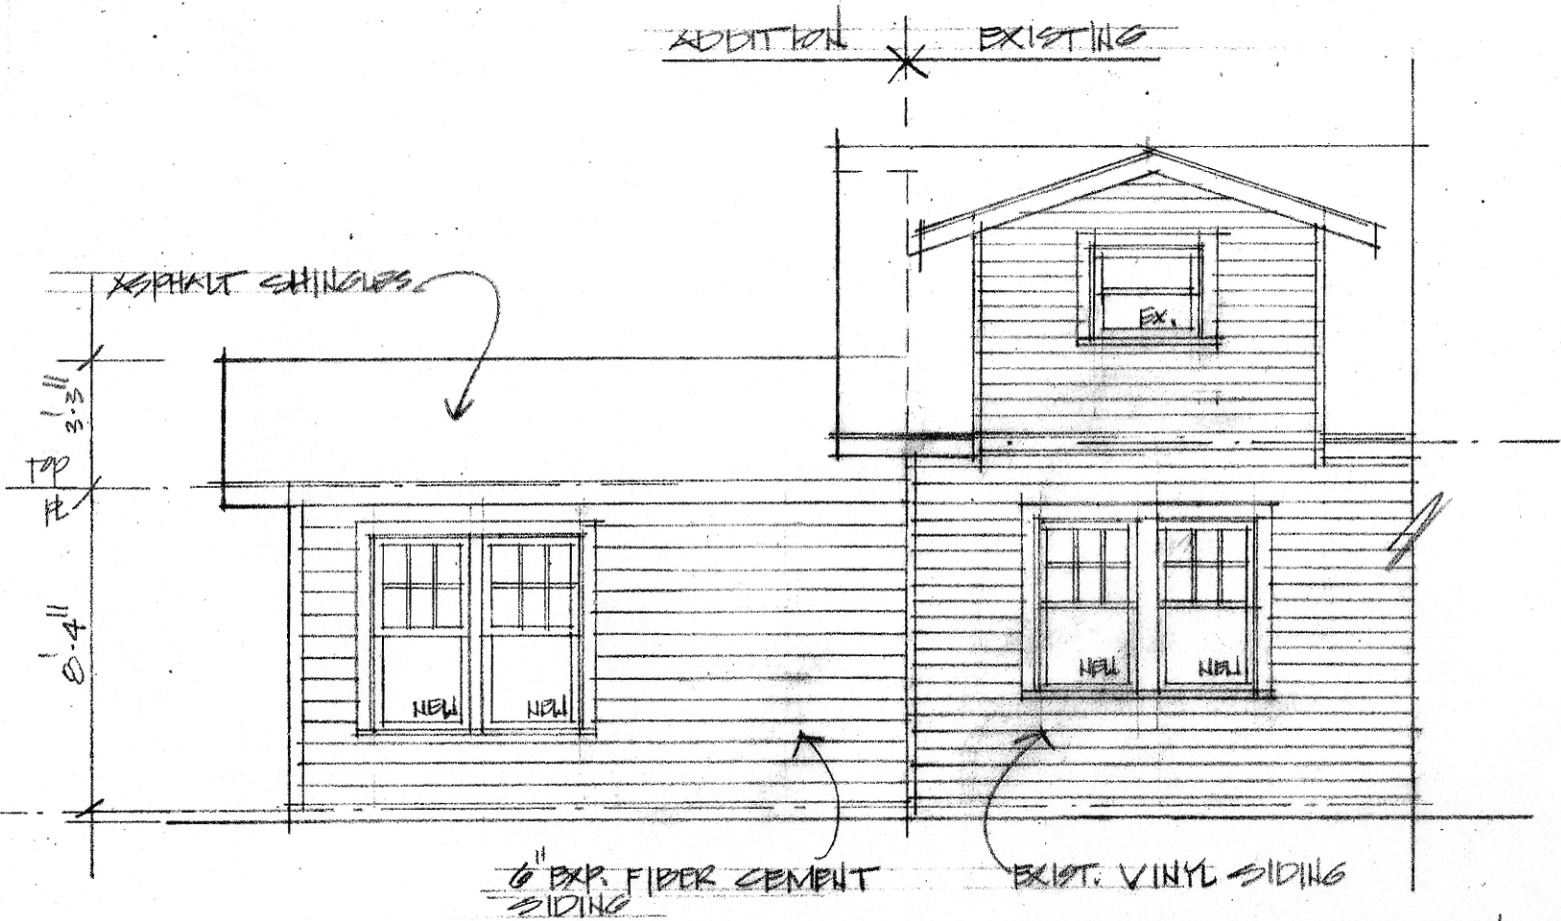 ADDITION EXISTING
ASPHALT SHINGLES
EX.
3'-3"
TOP
PL
8'-4"
NEW NEW
NEW NEW
6" EXP. FIBER CEMENT
SIDING
EXIST. VINYL SIDING